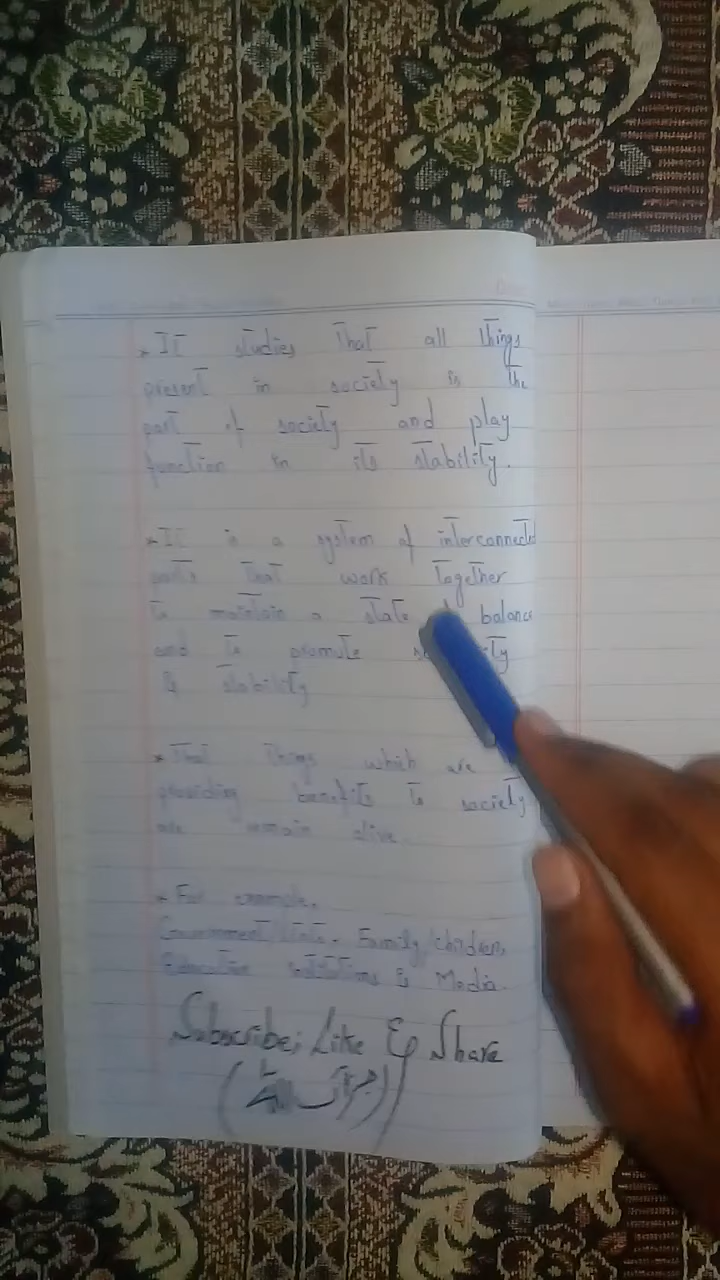 * It studies that all things
present in society is the
part of society and play
function in its stability.
* It is a system of interconnected
parts that work together
to maintain a state balance
and to promote
& stability
* That things which are
providing benefits to society
are remain alive.
* For example,
Government/state, Family/children,
Education & Media.
Subscribe, Like & Share